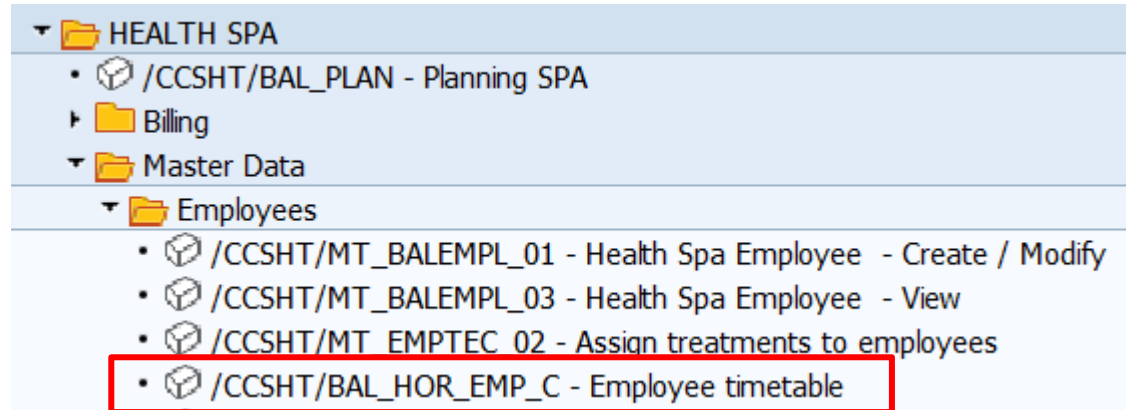 HEALTH SPA
/CCSHT/BAL_PLAN - Planning SPA
Billing
Master Data
Employees
/CCSHT/MT_BALEMPL_01 - Health Spa Employee - Create / Modify
/CCSHT/MT_BALEMPL_03 - Health Spa Employee - View
/CCSHT/MT_EMPTEC_02 - Assign treatments to employees
/CCSHT/BAL_HOR_EMP_C - Employee timetable